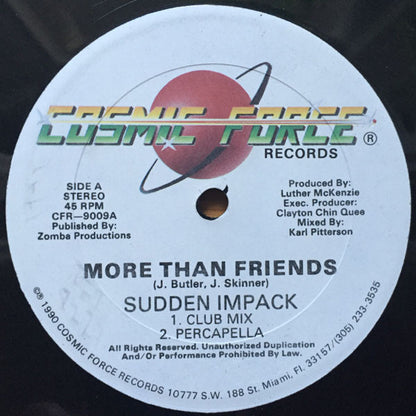 COSMIC FORCE ®
RECORDS
SIDE A
STEREO
45 RPM
CFR—9009A
Published By:
Zomba Productions
Produced By:
Luther McKenzie
Exec. Producer:
Clayton Chin Quee
Mixed By:
Karl Pitterson
MORE THAN FRIENDS
(J. Butler, J. Skinner)
SUDDEN IMPACK
1. CLUB MIX
2. PERCAPELLA
All Rights Reserved. Unauthorized Duplication
And/Or Performance Prohibited By Law.
©℗1990 COSMIC FORCE RECORDS 10777 S.W. 188 St. Miami, Fl. 33157/(305) 233-3535